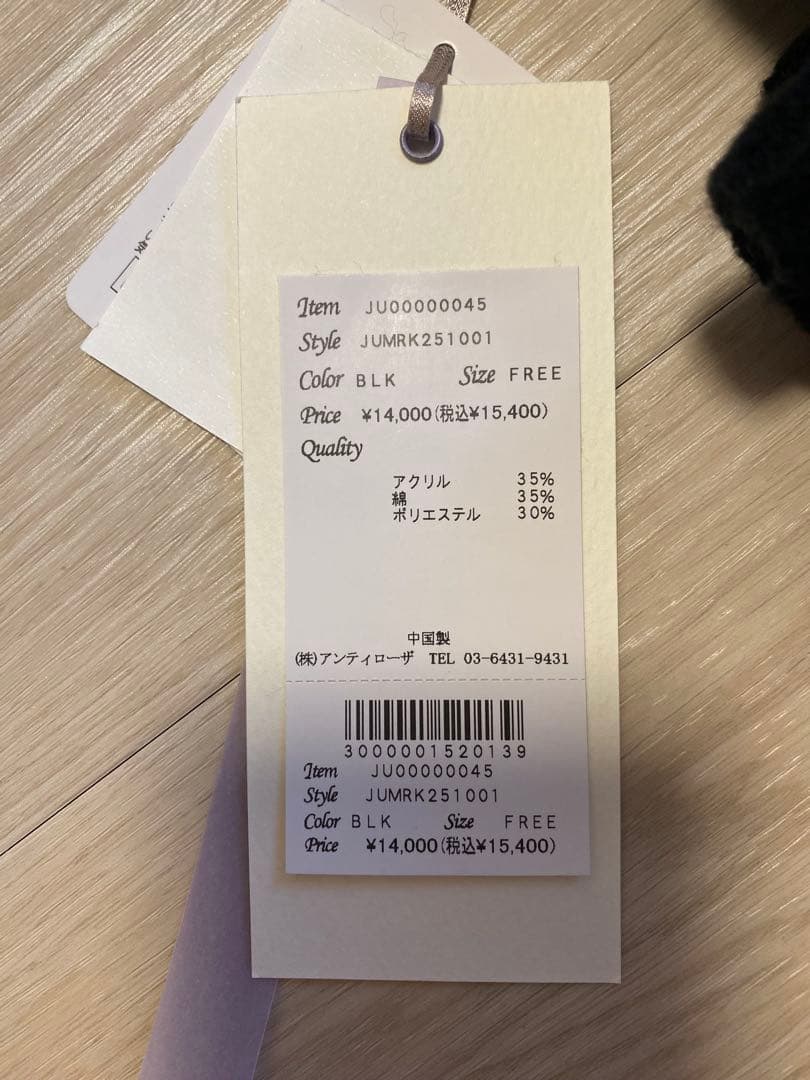 Item JU00000045
Style JUMRK251001
Color BLK Size FREE
Price ¥14,000(税込¥15,400)
Quality
アクリル 35%
綿 35%
ポリエステル 30%
中国製
(株)アンティローザ TEL 03-6431-9431
3000001520139
Item JU00000045
Style JUMRK251001
Color BLK Size FREE
Price ¥14,000(税込¥15,400)